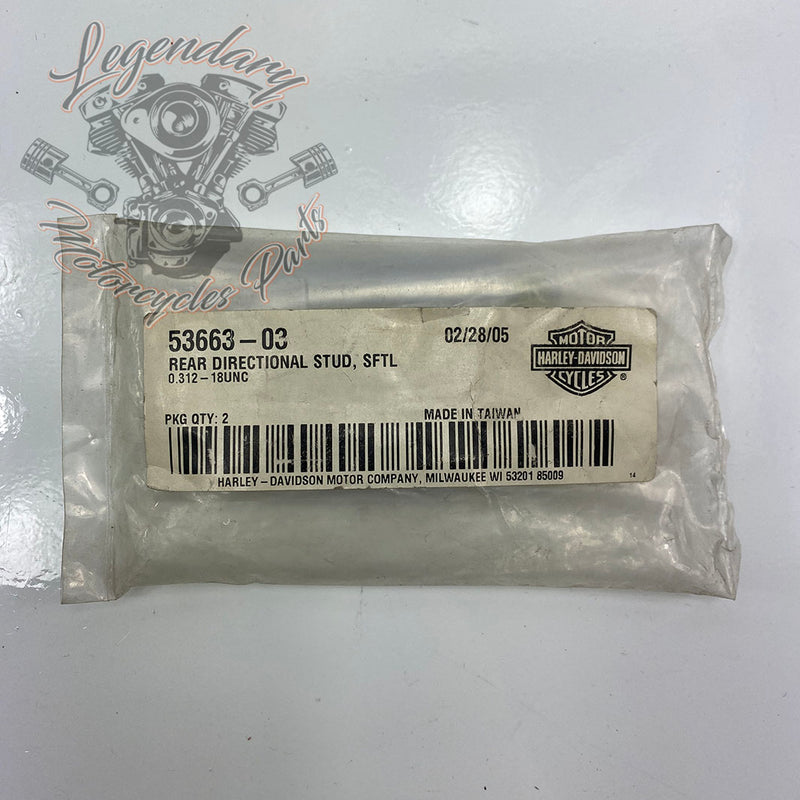 Legendary
Motorcycles Parts
53663-03
02/28/05
REAR DIRECTIONAL STUD, SFTL
0.312-18UNC
MOTOR
HARLEY-DAVIDSON
CYCLES®
PKG QTY: 2
MADE IN TAIWAN
HARLEY-DAVIDSON MOTOR COMPANY, MILWAUKEE WI 53201 85009
14